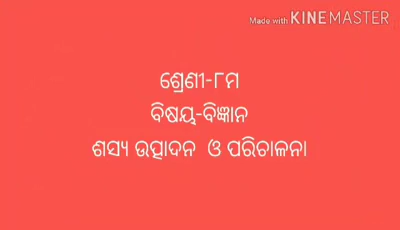 Made with KINEMASTER
ଶ୍ରେଣୀ-୮ମ
ବିଷୟ-ବିଜ୍ଞାନ
ଶସ୍ୟ ଉତ୍ପାଦନ ଓ ପରିଚାଳନା